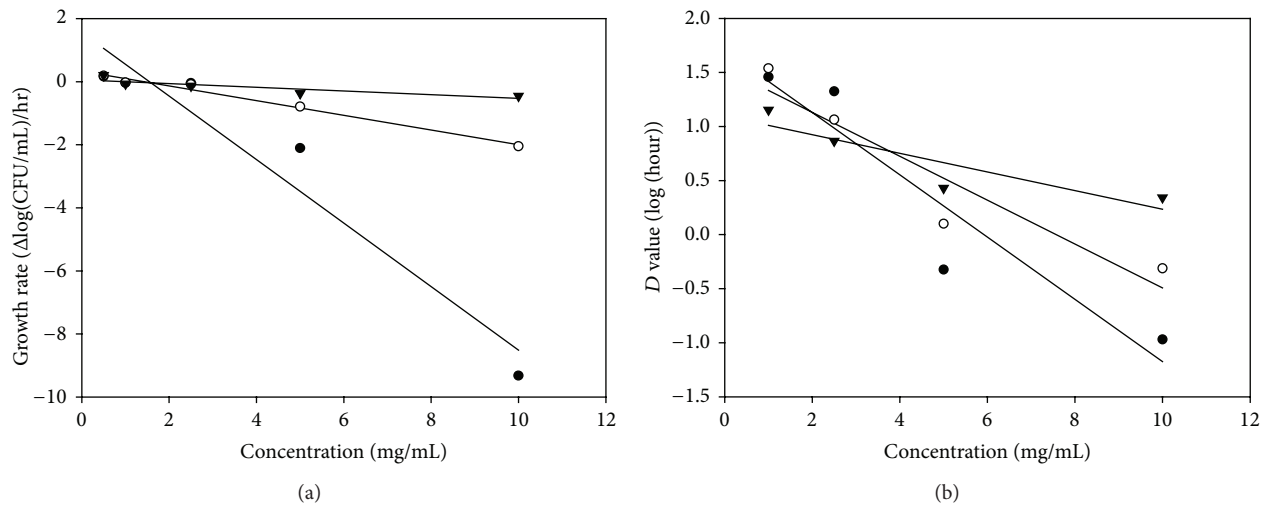 2
0
−2
−4
−6
−8
−10
Growth rate (Δlog(CFU/mL)/hr)
0 2 4 6 8 10 12
Concentration (mg/mL)
(a)
2.0
1.5
1.0
0.5
0.0
−0.5
−1.0
−1.5
D value (log (hour))
0 2 4 6 8 10 12
Concentration (mg/mL)
(b)